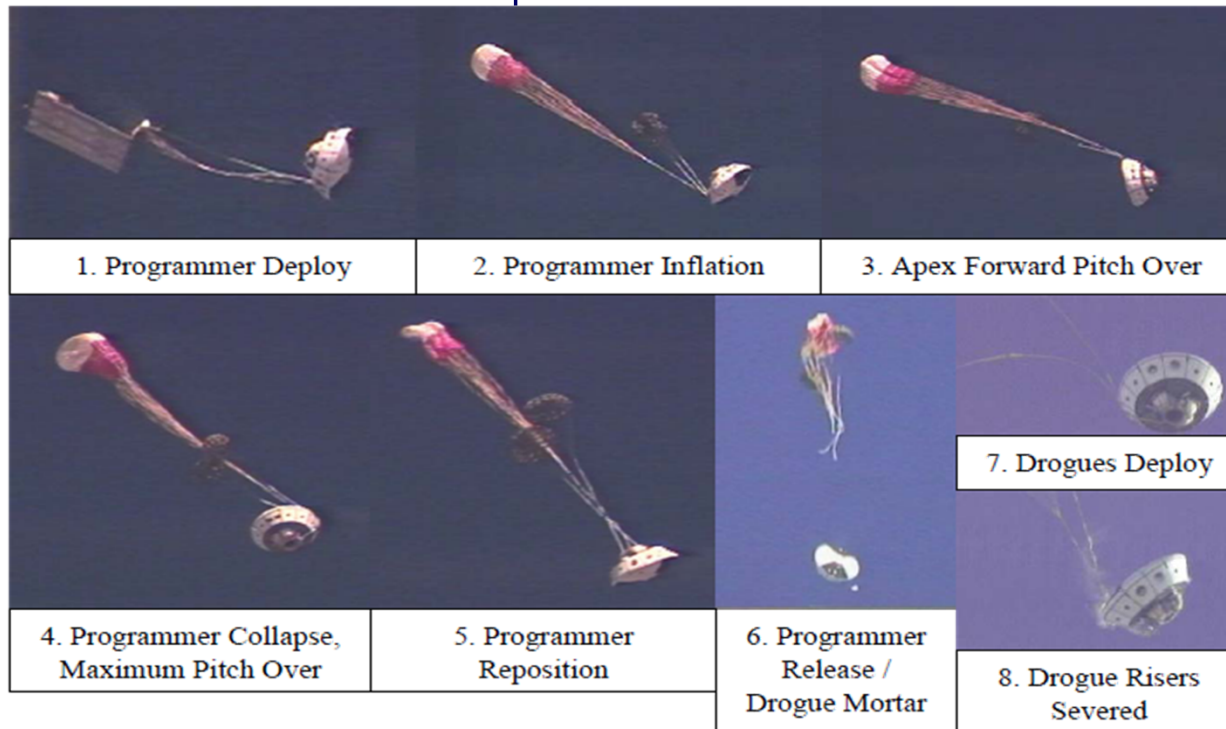 1. Programmer Deploy
2. Programmer Inflation
3. Apex Forward Pitch Over
4. Programmer Collapse,
Maximum Pitch Over
5. Programmer
Reposition
6. Programmer
Release /
Drogue Mortar
7. Drogues Deploy
8. Drogue Risers
Severed